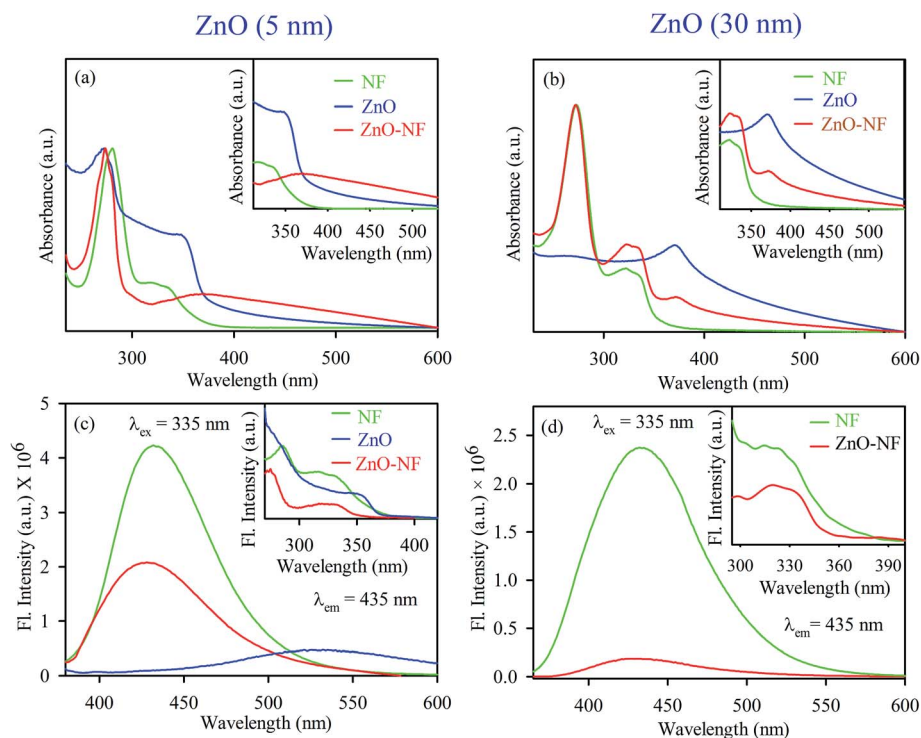 ZnO (5 nm)
ZnO (30 nm)
(a)
NF
ZnO
ZnO-NF
Absorbance (a.u.)
350 400 450 500
Wavelength (nm)
Absorbance (a.u.)
300 400 500 600
Wavelength (nm)
(b)
NF
ZnO
ZnO-NF
Absorbance (a.u.)
350 400 450 500
Wavelength (nm)
Absorbance (a.u.)
300 400 500 600
Wavelength (nm)
(c)
λex = 335 nm
NF
ZnO
ZnO-NF
Fl. Intensity (a.u.)
300 350 400
Wavelength (nm)
λem = 435 nm
Fl. Intensity (a.u.) X 10⁶
5
4
3
2
1
0
400 450 500 550 600
Wavelength (nm)
(d)
λex = 335 nm
NF
ZnO-NF
Fl. Intensity (a.u.)
300 330 360 390
Wavelength (nm)
λem= 435 nm
Fl. Intensity (a.u.) × 10⁶
2.5
2.0
1.5
1.0
0.5
0.0
400 450 500 550 600
Wavelength (nm)